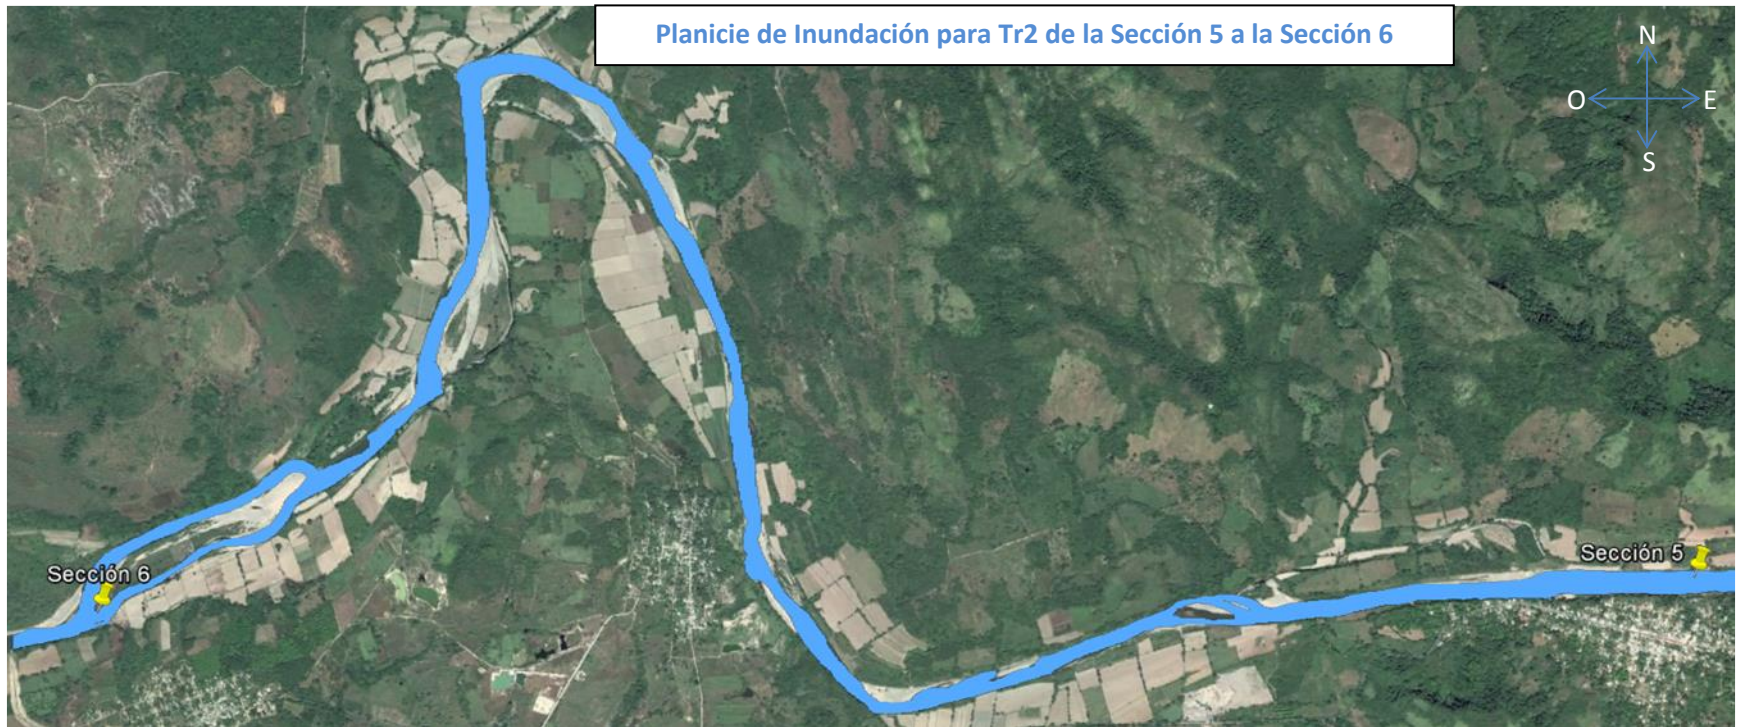 Planicie de Inundación para Tr2 de la Sección 5 a la Sección 6
N
O E
S
Sección 5
Sección 6